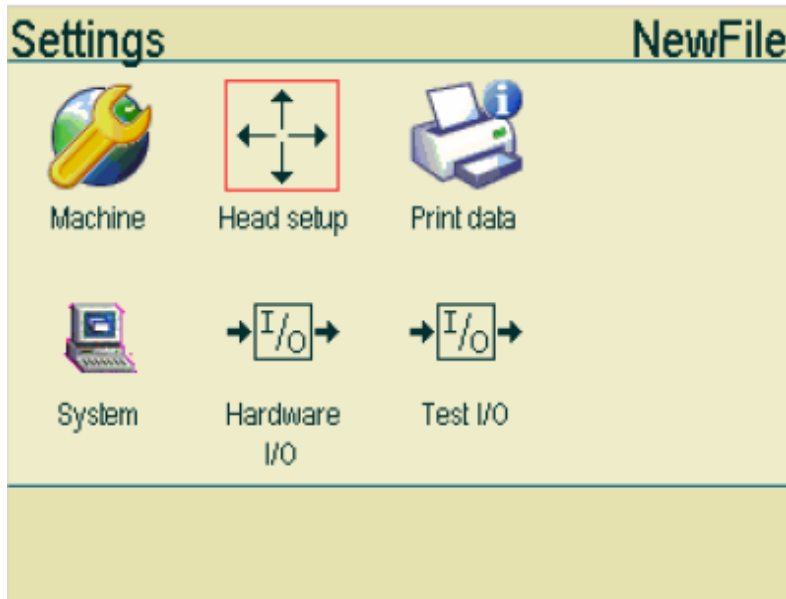 Settings NewFile
Machine Head setup Print data
I/O I/O
System Hardware I/O Test I/O